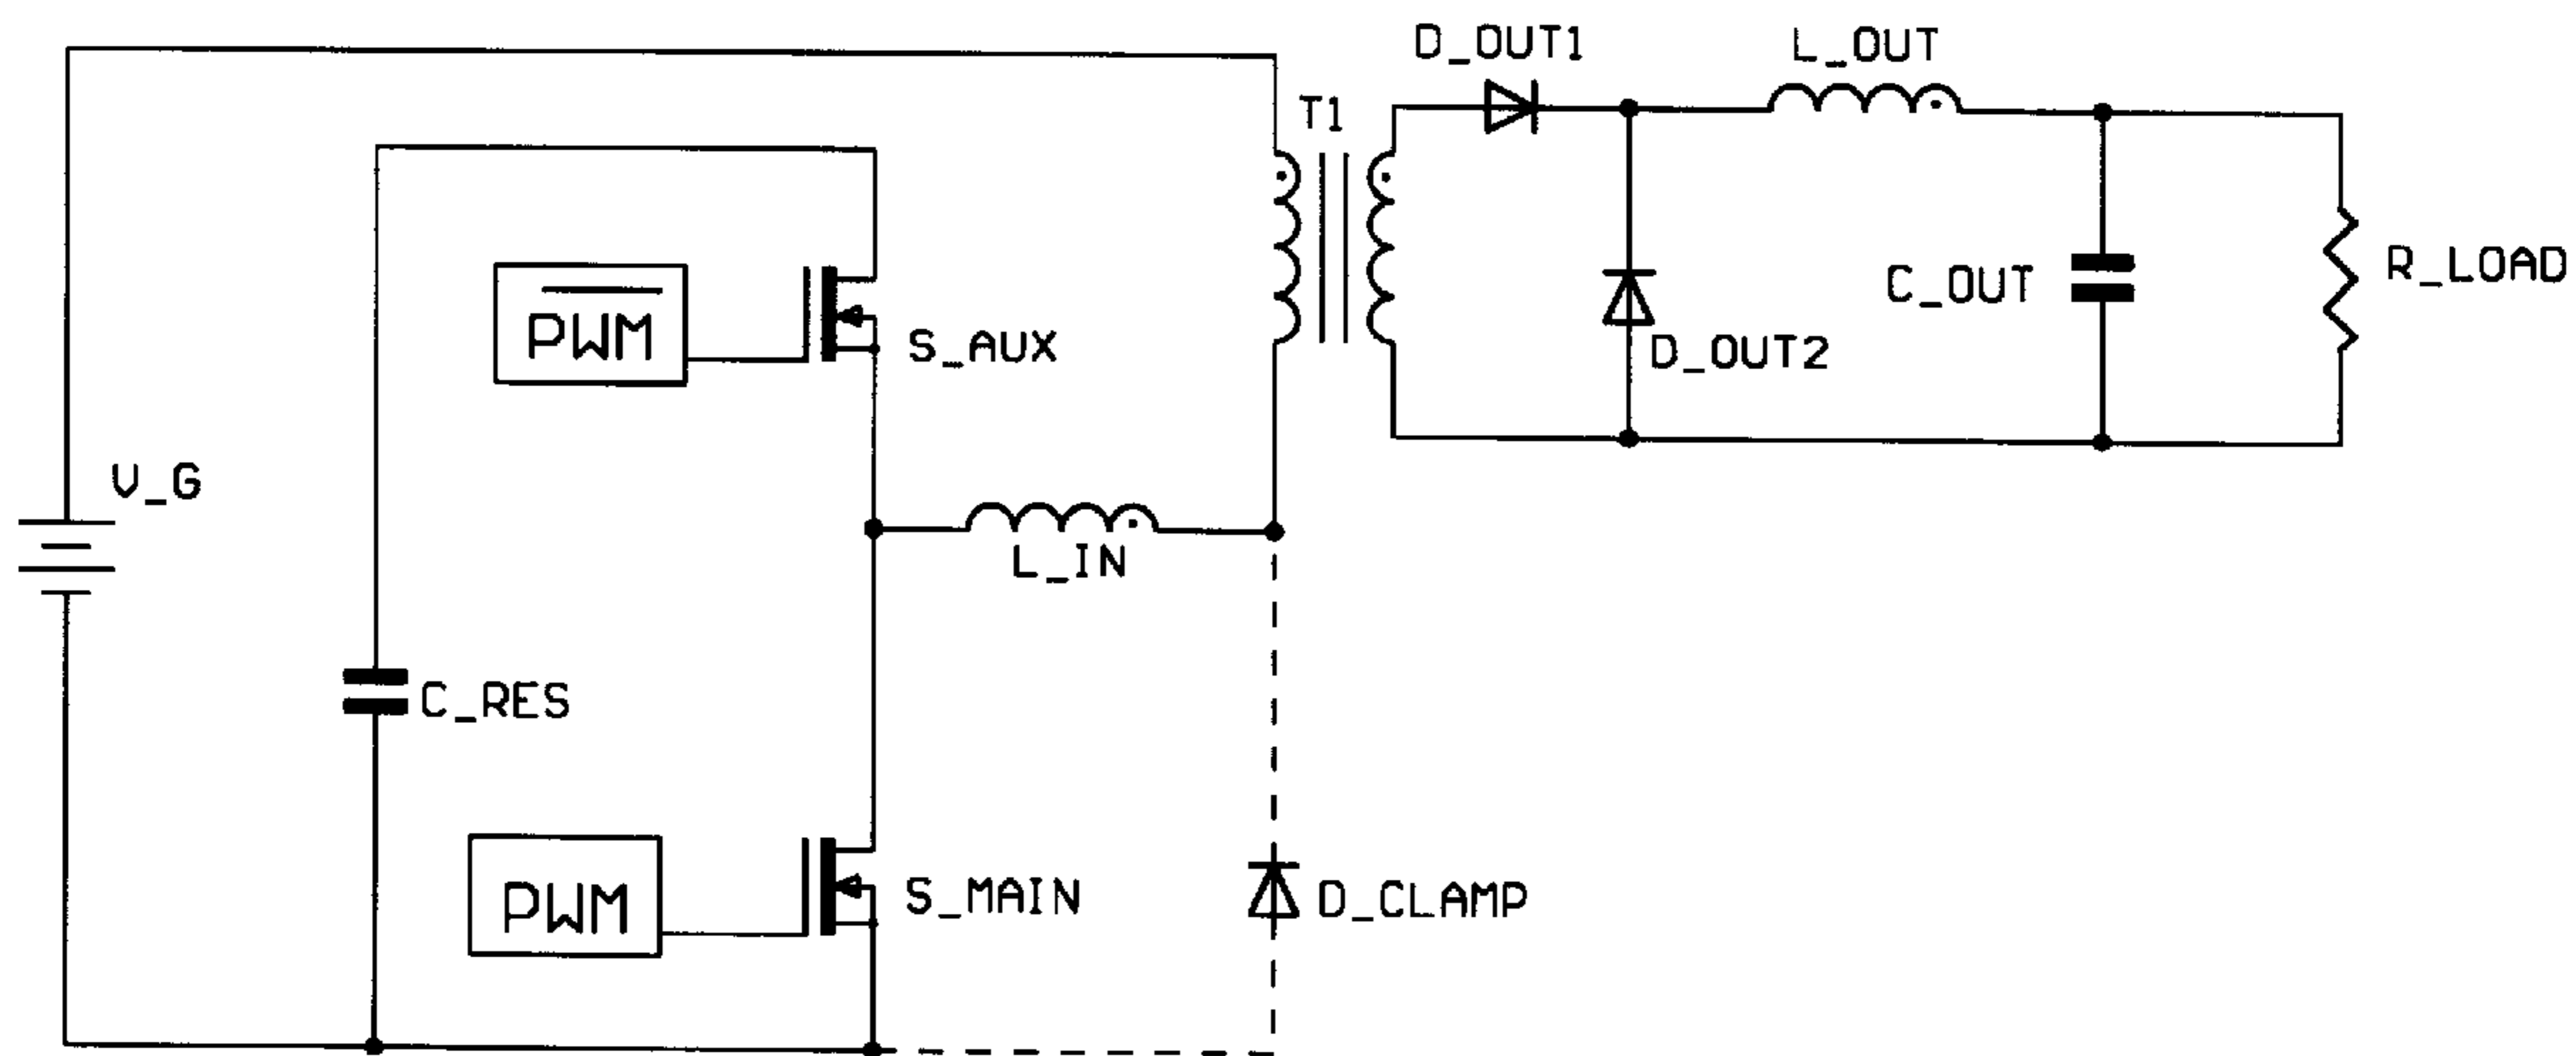 D_OUT1
L_OUT
T1
PWM
S_AUX
C_OUT
R_LOAD
D_OUT2
V_G
L_IN
C_RES
PWM
S_MAIN
D_CLAMP